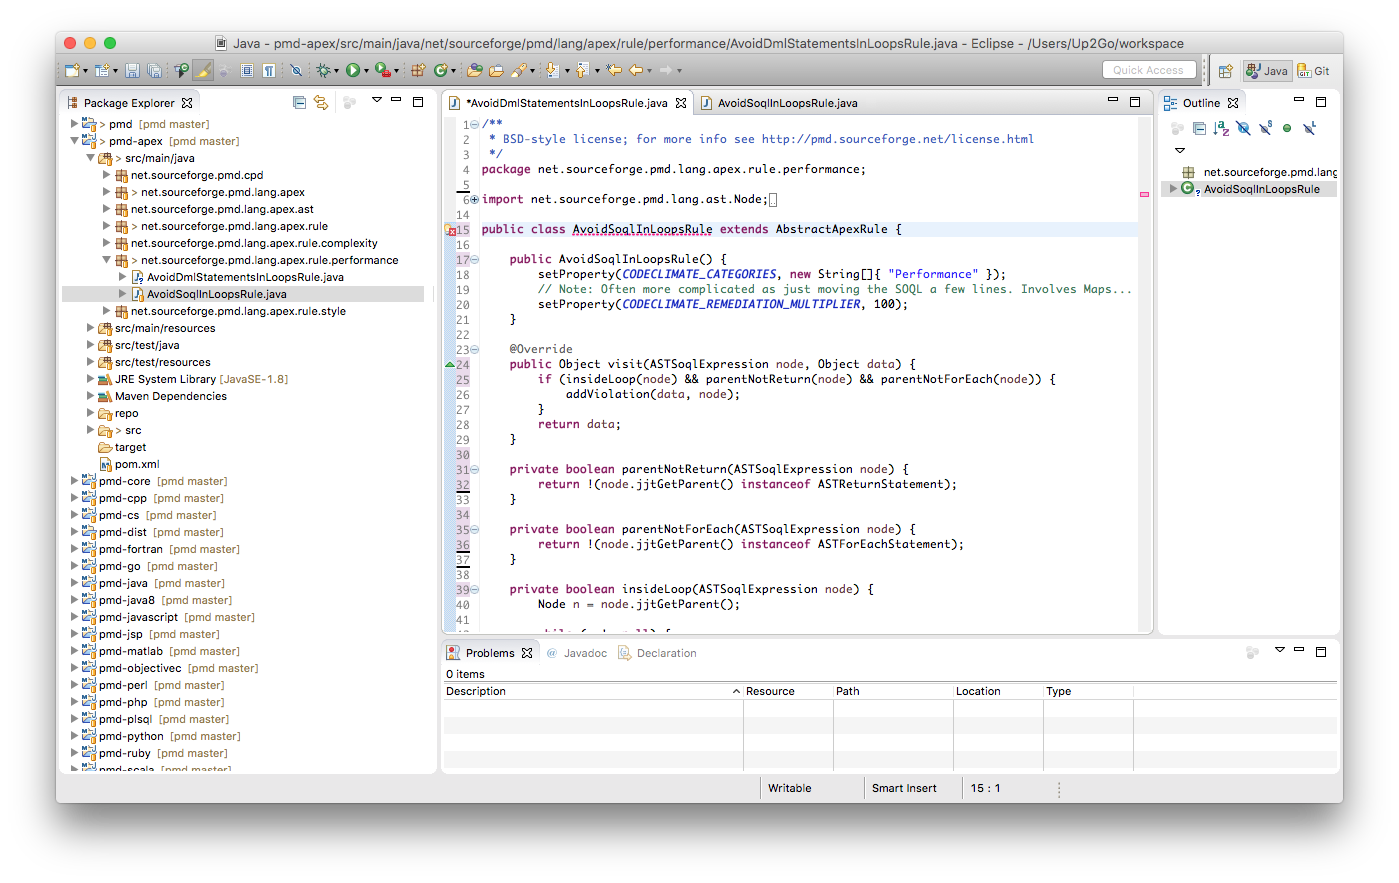 Java - pmd-apex/src/main/java/net/sourceforge/pmd/lang/apex/rule/performance/AvoidDmlStatementsInLoopsRule.java - Eclipse - /Users/Up2Go/workspace
Quick Access
Java
Git
Package Explorer
> pmd [pmd master]
> pmd-apex [pmd master]
> src/main/java
net.sourceforge.pmd.cpd
> net.sourceforge.pmd.lang.apex
net.sourceforge.pmd.lang.apex.ast
> net.sourceforge.pmd.lang.apex.rule
net.sourceforge.pmd.lang.apex.rule.complexity
> net.sourceforge.pmd.lang.apex.rule.performance
AvoidDmlStatementsInLoopsRule.java
AvoidSoqlInLoopsRule.java
net.sourceforge.pmd.lang.apex.rule.style
src/main/resources
src/test/java
src/test/resources
JRE System Library [JavaSE-1.8]
Maven Dependencies
repo
> src
target
pom.xml
pmd-core [pmd master]
pmd-cpp [pmd master]
pmd-cs [pmd master]
pmd-dist [pmd master]
pmd-fortran [pmd master]
pmd-go [pmd master]
pmd-java [pmd master]
pmd-java8 [pmd master]
pmd-javascript [pmd master]
pmd-jsp [pmd master]
pmd-matlab [pmd master]
pmd-objectivec [pmd master]
pmd-perl [pmd master]
pmd-php [pmd master]
pmd-plsql [pmd master]
pmd-python [pmd master]
pmd-ruby [pmd master]
pmd-scala [pmd master]
*AvoidDmlStatementsInLoopsRule.java
AvoidSoqlInLoopsRule.java
1 /**
2 * BSD-style license; for more info see http://pmd.sourceforge.net/license.html
3 */
4 package net.sourceforge.pmd.lang.apex.rule.performance;
5
6 import net.sourceforge.pmd.lang.ast.Node;
14
15 public class AvoidSoqlInLoopsRule extends AbstractApexRule {
16
17 public AvoidSoqlInLoopsRule() {
18 setProperty(CODECLIMATE_CATEGORIES, new String[]{ "Performance" });
19 // Note: Often more complicated as just moving the SOQL a few lines. Involves Maps...
20 setProperty(CODECLIMATE_REMEDIATION_MULTIPLIER, 100);
21 }
22
23 @Override
24 public Object visit(ASTSoqlExpression node, Object data) {
25 if (insideLoop(node) && parentNotReturn(node) && parentNotForEach(node)) {
26 addViolation(data, node);
27 }
28 return data;
29 }
30
31 private boolean parentNotReturn(ASTSoqlExpression node) {
32 return !(node.jjtGetParent() instanceof ASTReturnStatement);
33 }
34
35 private boolean parentNotForEach(ASTSoqlExpression node) {
36 return !(node.jjtGetParent() instanceof ASTForEachStatement);
37 }
38
39 private boolean insideLoop(ASTSoqlExpression node) {
40 Node n = node.jjtGetParent();
41
Outline
net.sourceforge.pmd.lang
AvoidSoqlInLoopsRule
Problems
@ Javadoc
Declaration
0 items
Description Resource Path Location Type
Writable
Smart Insert
15 : 1